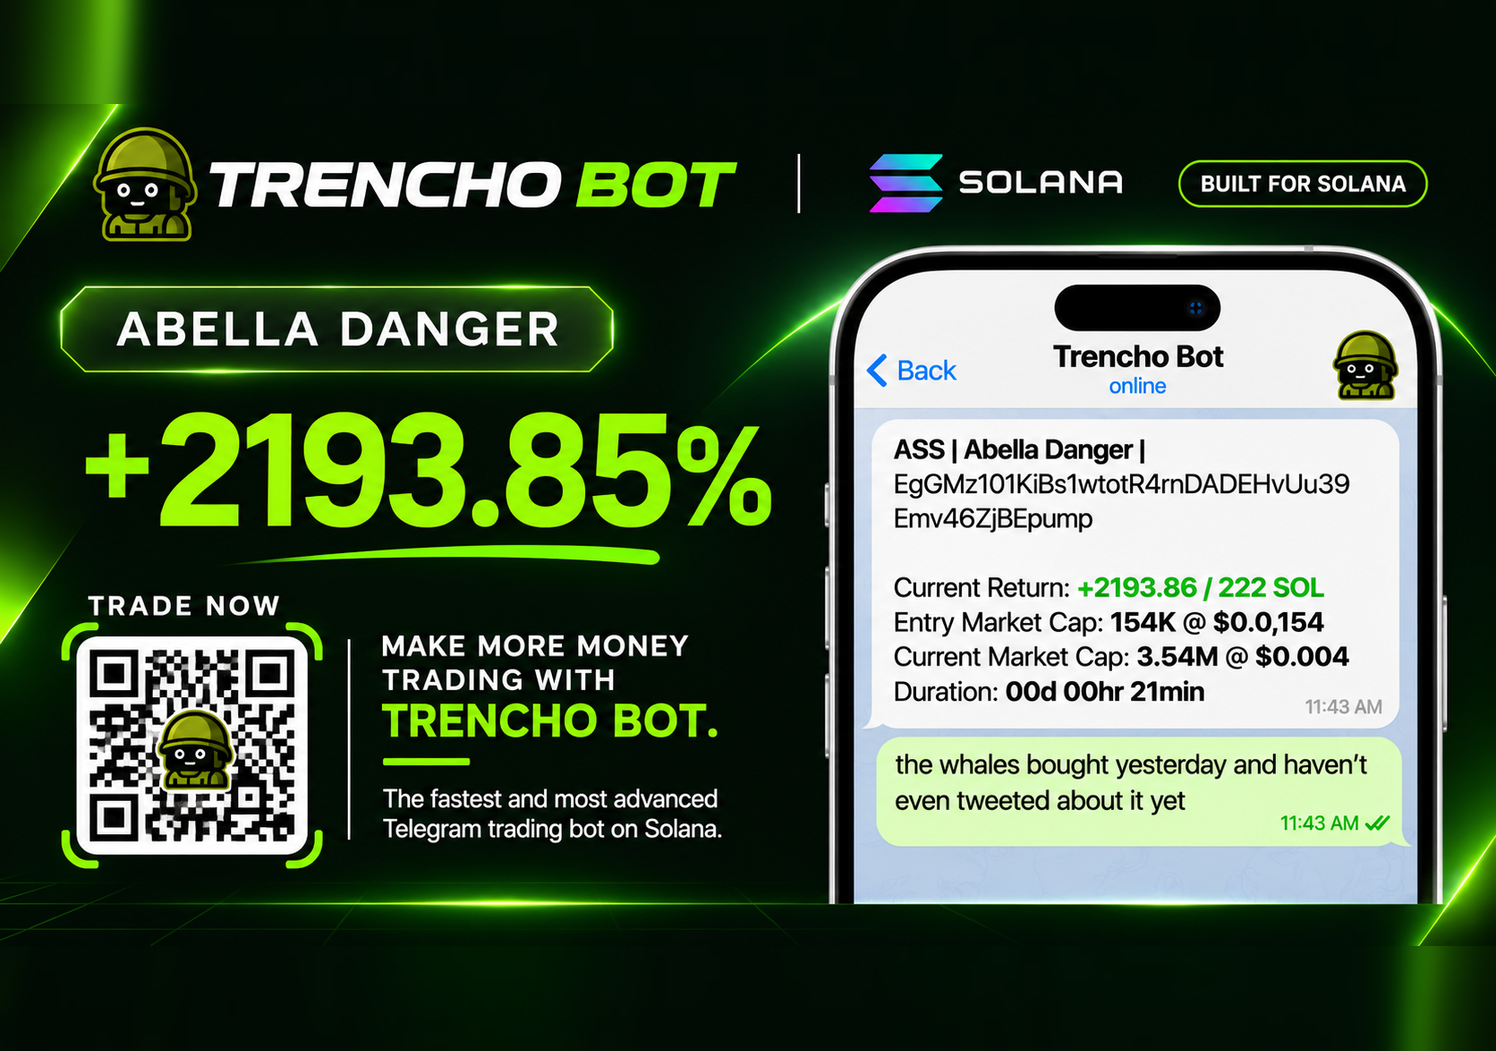 TRENCHO BOT
SOLANA
BUILT FOR SOLANA
ABELLA DANGER
+2193.85%
TRADE NOW
MAKE MORE MONEY
TRADING WITH
TRENCHO BOT.
The fastest and most advanced
Telegram trading bot on Solana.
Back
Trencho Bot
online
ASS | Abella Danger |
EgGMz101KiBs1wtotR4rnDADEHvUu39
Emv46ZjBEpump
Current Return: +2193.86 / 222 SOL
Entry Market Cap: 154K @ $0.0,154
Current Market Cap: 3.54M @ $0.004
Duration: 00d 00hr 21min
11:43 AM
the whales bought yesterday and haven't
even tweeted about it yet
11:43 AM